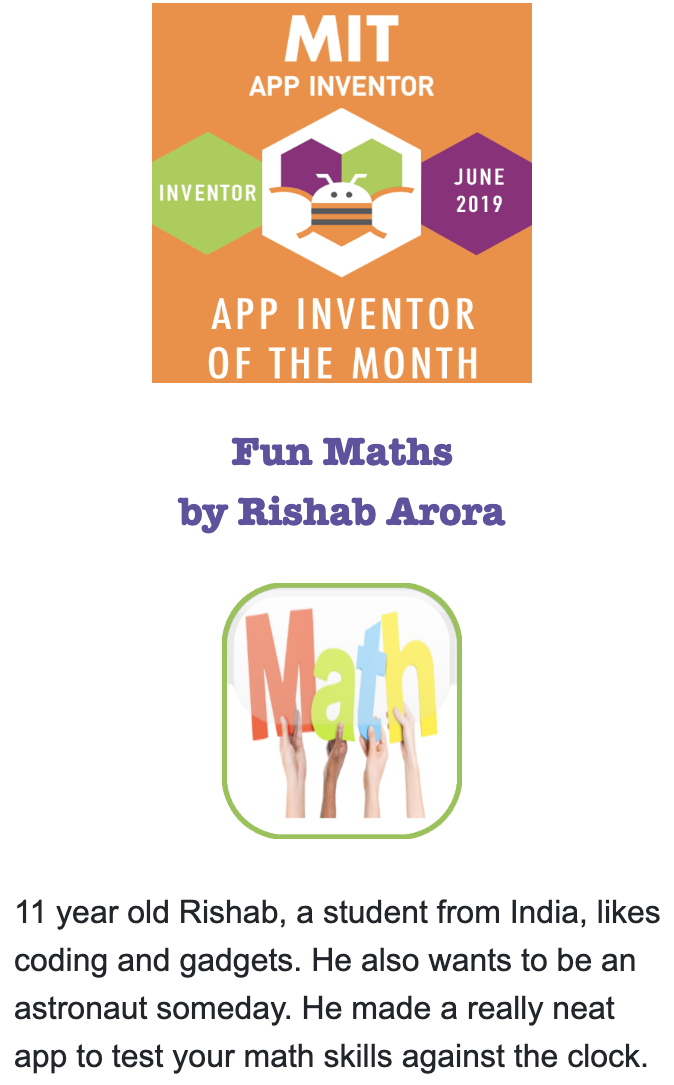 MIT
APP INVENTOR
INVENTOR
JUNE
2019
APP INVENTOR
OF THE MONTH
Fun Maths
by Rishab Arora
Math
11 year old Rishab, a student from India, likes
coding and gadgets. He also wants to be an
astronaut someday. He made a really neat
app to test your math skills against the clock.